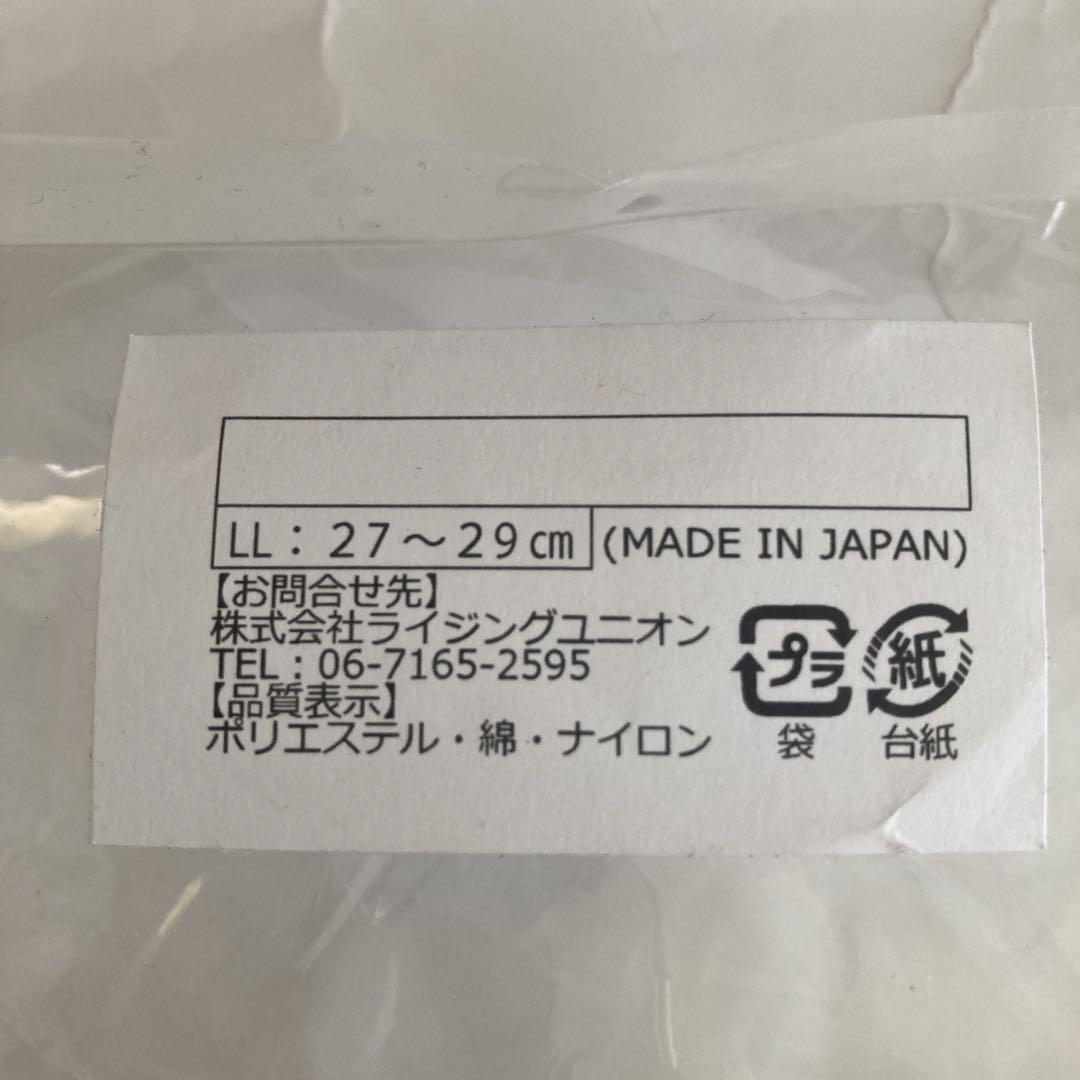 LL：27～29㎝
(MADE IN JAPAN)
【お問合せ先】
株式会社ライジングユニオン
TEL：06-7165-2595
【品質表示】
ポリエステル・綿・ナイロン
プラ
袋
紙
台紙